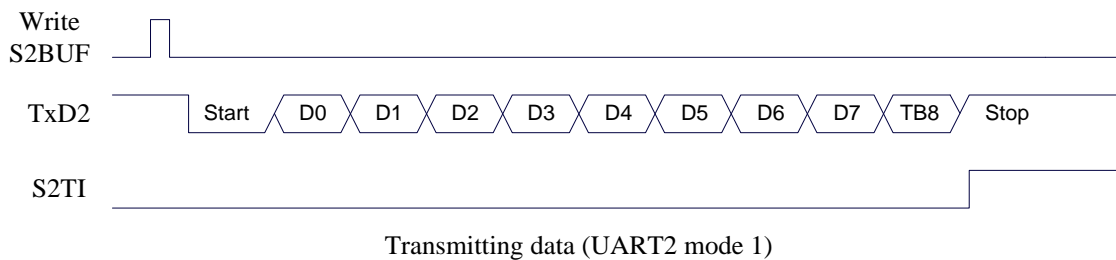 Write
S2BUF
TxD2 Start D0 D1 D2 D3 D4 D5 D6 D7 TB8 Stop
S2TI
Transmitting data (UART2 mode 1)